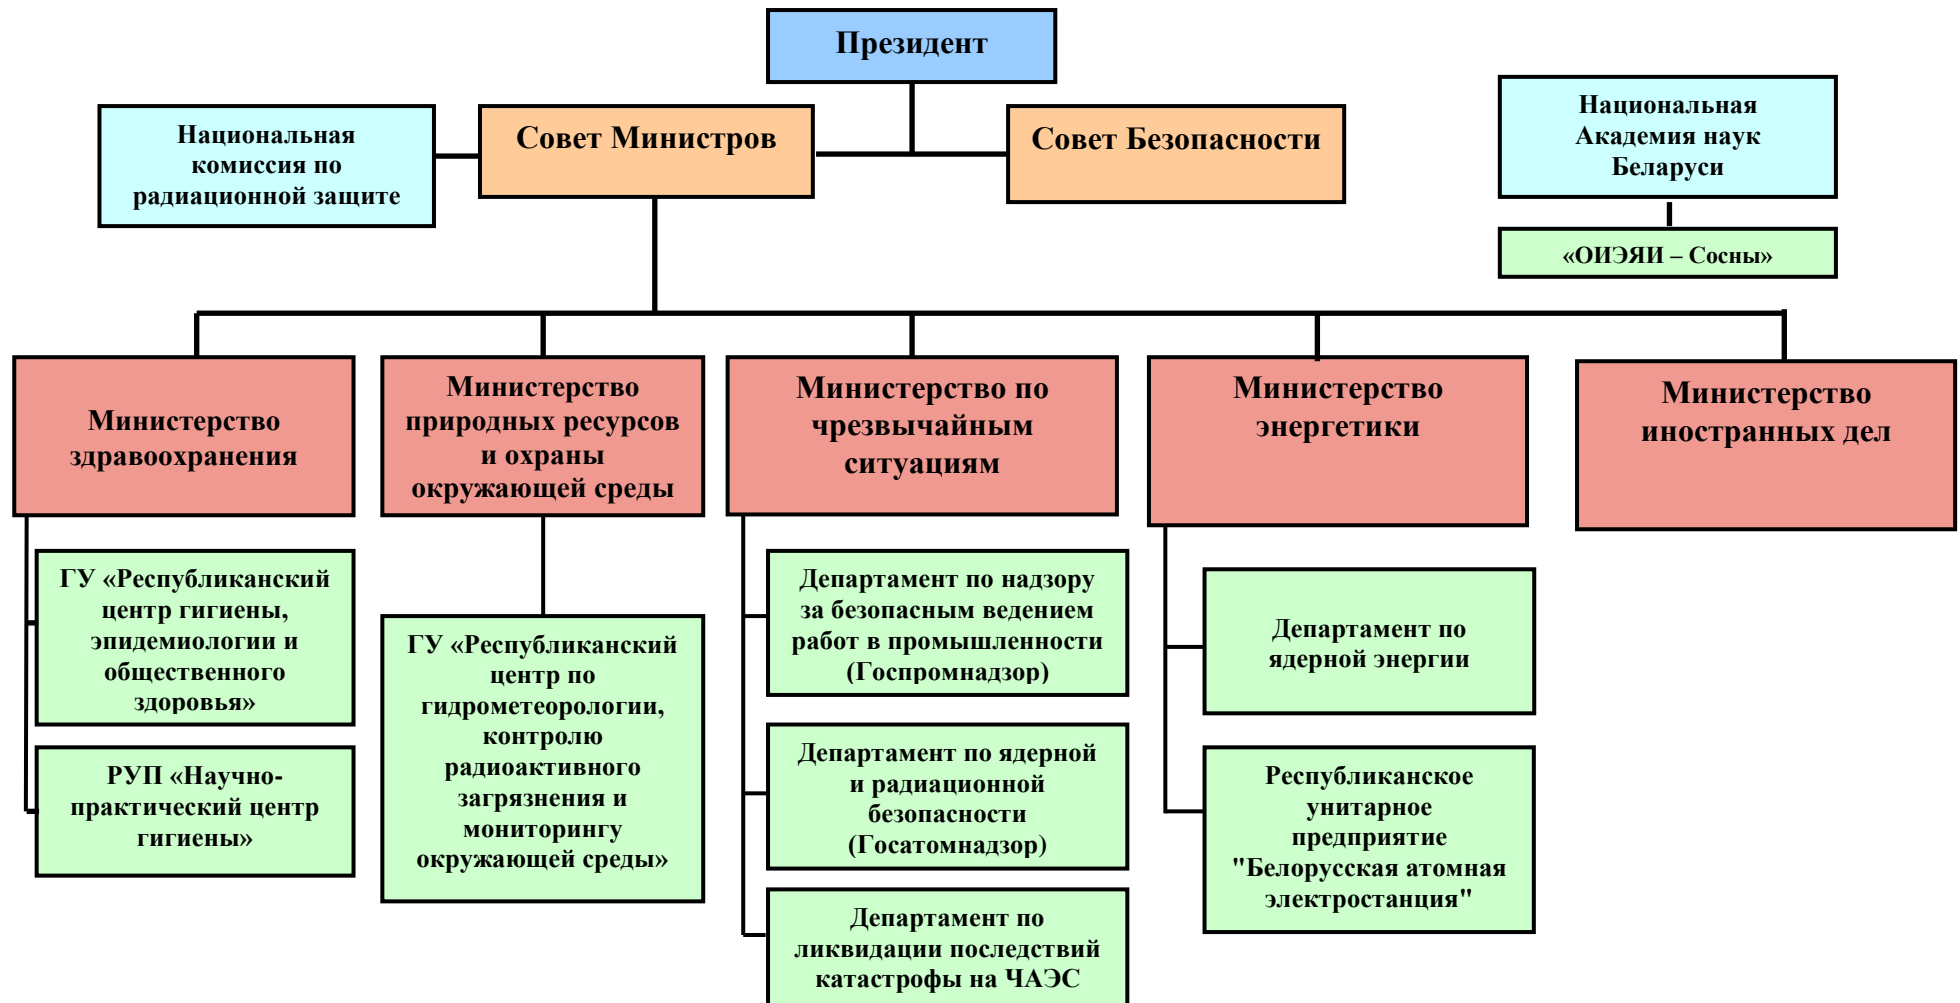 Президент
Национальная
комиссия по
радиационной защите
Совет Министров
Совет Безопасности
Национальная
Академия наук
Беларуси
«ОИЭЯИ – Сосны»
Министерство
здравоохранения
Министерство
природных ресурсов
и охраны
окружающей среды
Министерство по
чрезвычайным
ситуациям
Министерство
энергетики
Министерство
иностранных дел
ГУ «Республиканский
центр гигиены,
эпидемиологии и
общественного
здоровья»
РУП «Научно-
практический центр
гигиены»
ГУ «Республиканский
центр по
гидрометеорологии,
контролю
радиоактивного
загрязнения и
мониторингу
окружающей среды»
Департамент по надзору
за безопасным ведением
работ в промышленности
(Госпромнадзор)
Департамент по ядерной
и радиационной
безопасности
(Госатомнадзор)
Департамент по
ликвидации последствий
катастрофы на ЧАЭС
Департамент по
ядерной энергии
Республиканское
унитарное
предприятие
"Белорусская атомная
электростанция"